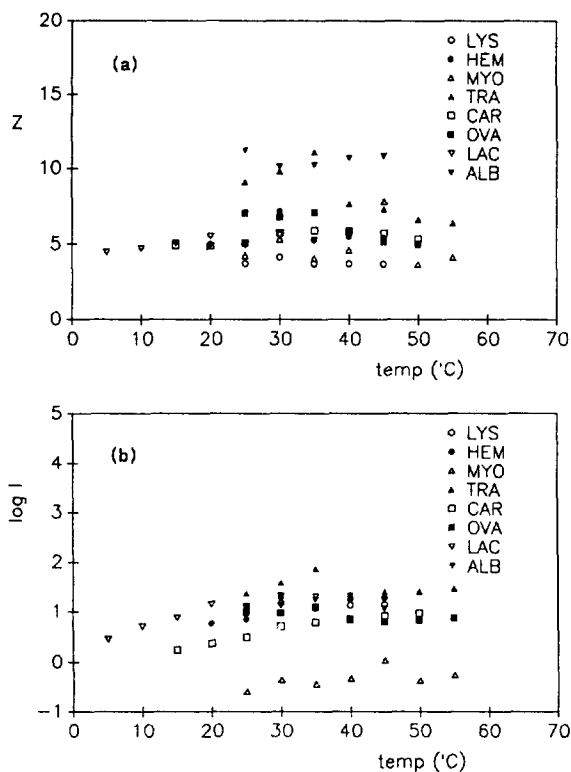 20
15
10
5
0
Z
(a)
LYS
HEM
MYO
TRA
CAR
OVA
LAC
ALB
0 10 20 30 40 50 60 70
temp (°C)
5
4
3
2
1
0
−1
log I
(b)
LYS
HEM
MYO
TRA
CAR
OVA
LAC
ALB
0 10 20 30 40 50 60 70
temp (°C)